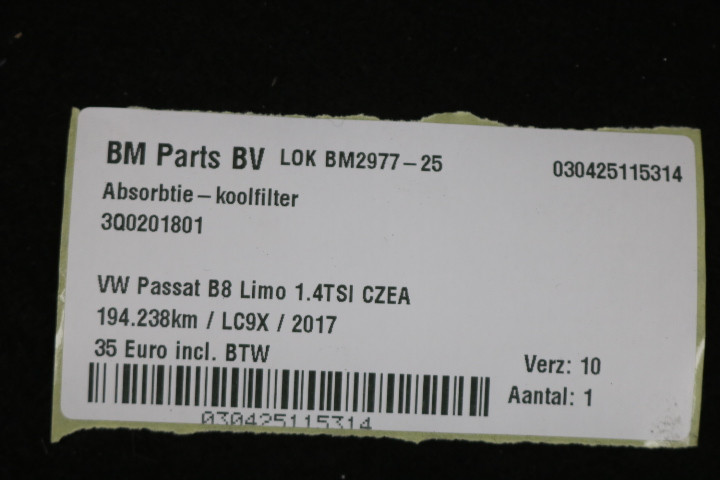 BM Parts BV LOK BM2977-25 030425115314
Absorbtie-koolfilter
3Q0201801
VW Passat B8 Limo 1.4TSI CZEA
194.238km / LC9X / 2017
35 Euro incl. BTW
Verz: 10
Aantal: 1
030425115314